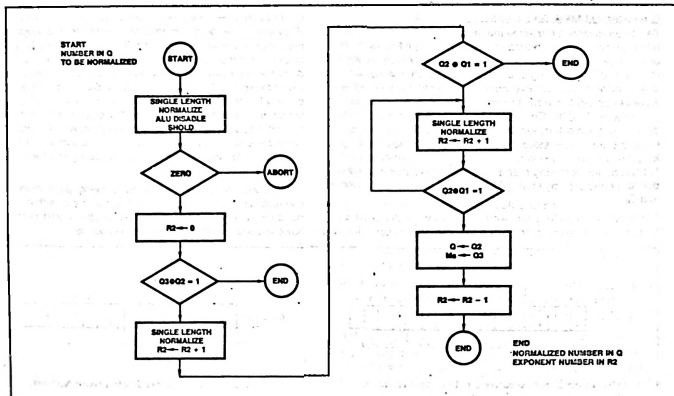 START
NUMBER IN Q
TO BE NORMALIZED
START
SINGLE LENGTH
NORMALIZE
ALU DISABLE
SHOLD
ZERO
ABORT
R2 ← 0
Q3⊕Q2 = 1
END
SINGLE LENGTH
NORMALIZE
R2 ← R2 + 1
Q2 ⊕ Q1 = 1
END
SINGLE LENGTH
NORMALIZE
R2 ← R2 + 1
Q2⊕Q1 = 1
Q ← Q2
Ms ← Q3
R2 ← R2 - 1
END
END
NORMALIZED NUMBER IN Q
EXPONENT NUMBER IN R2